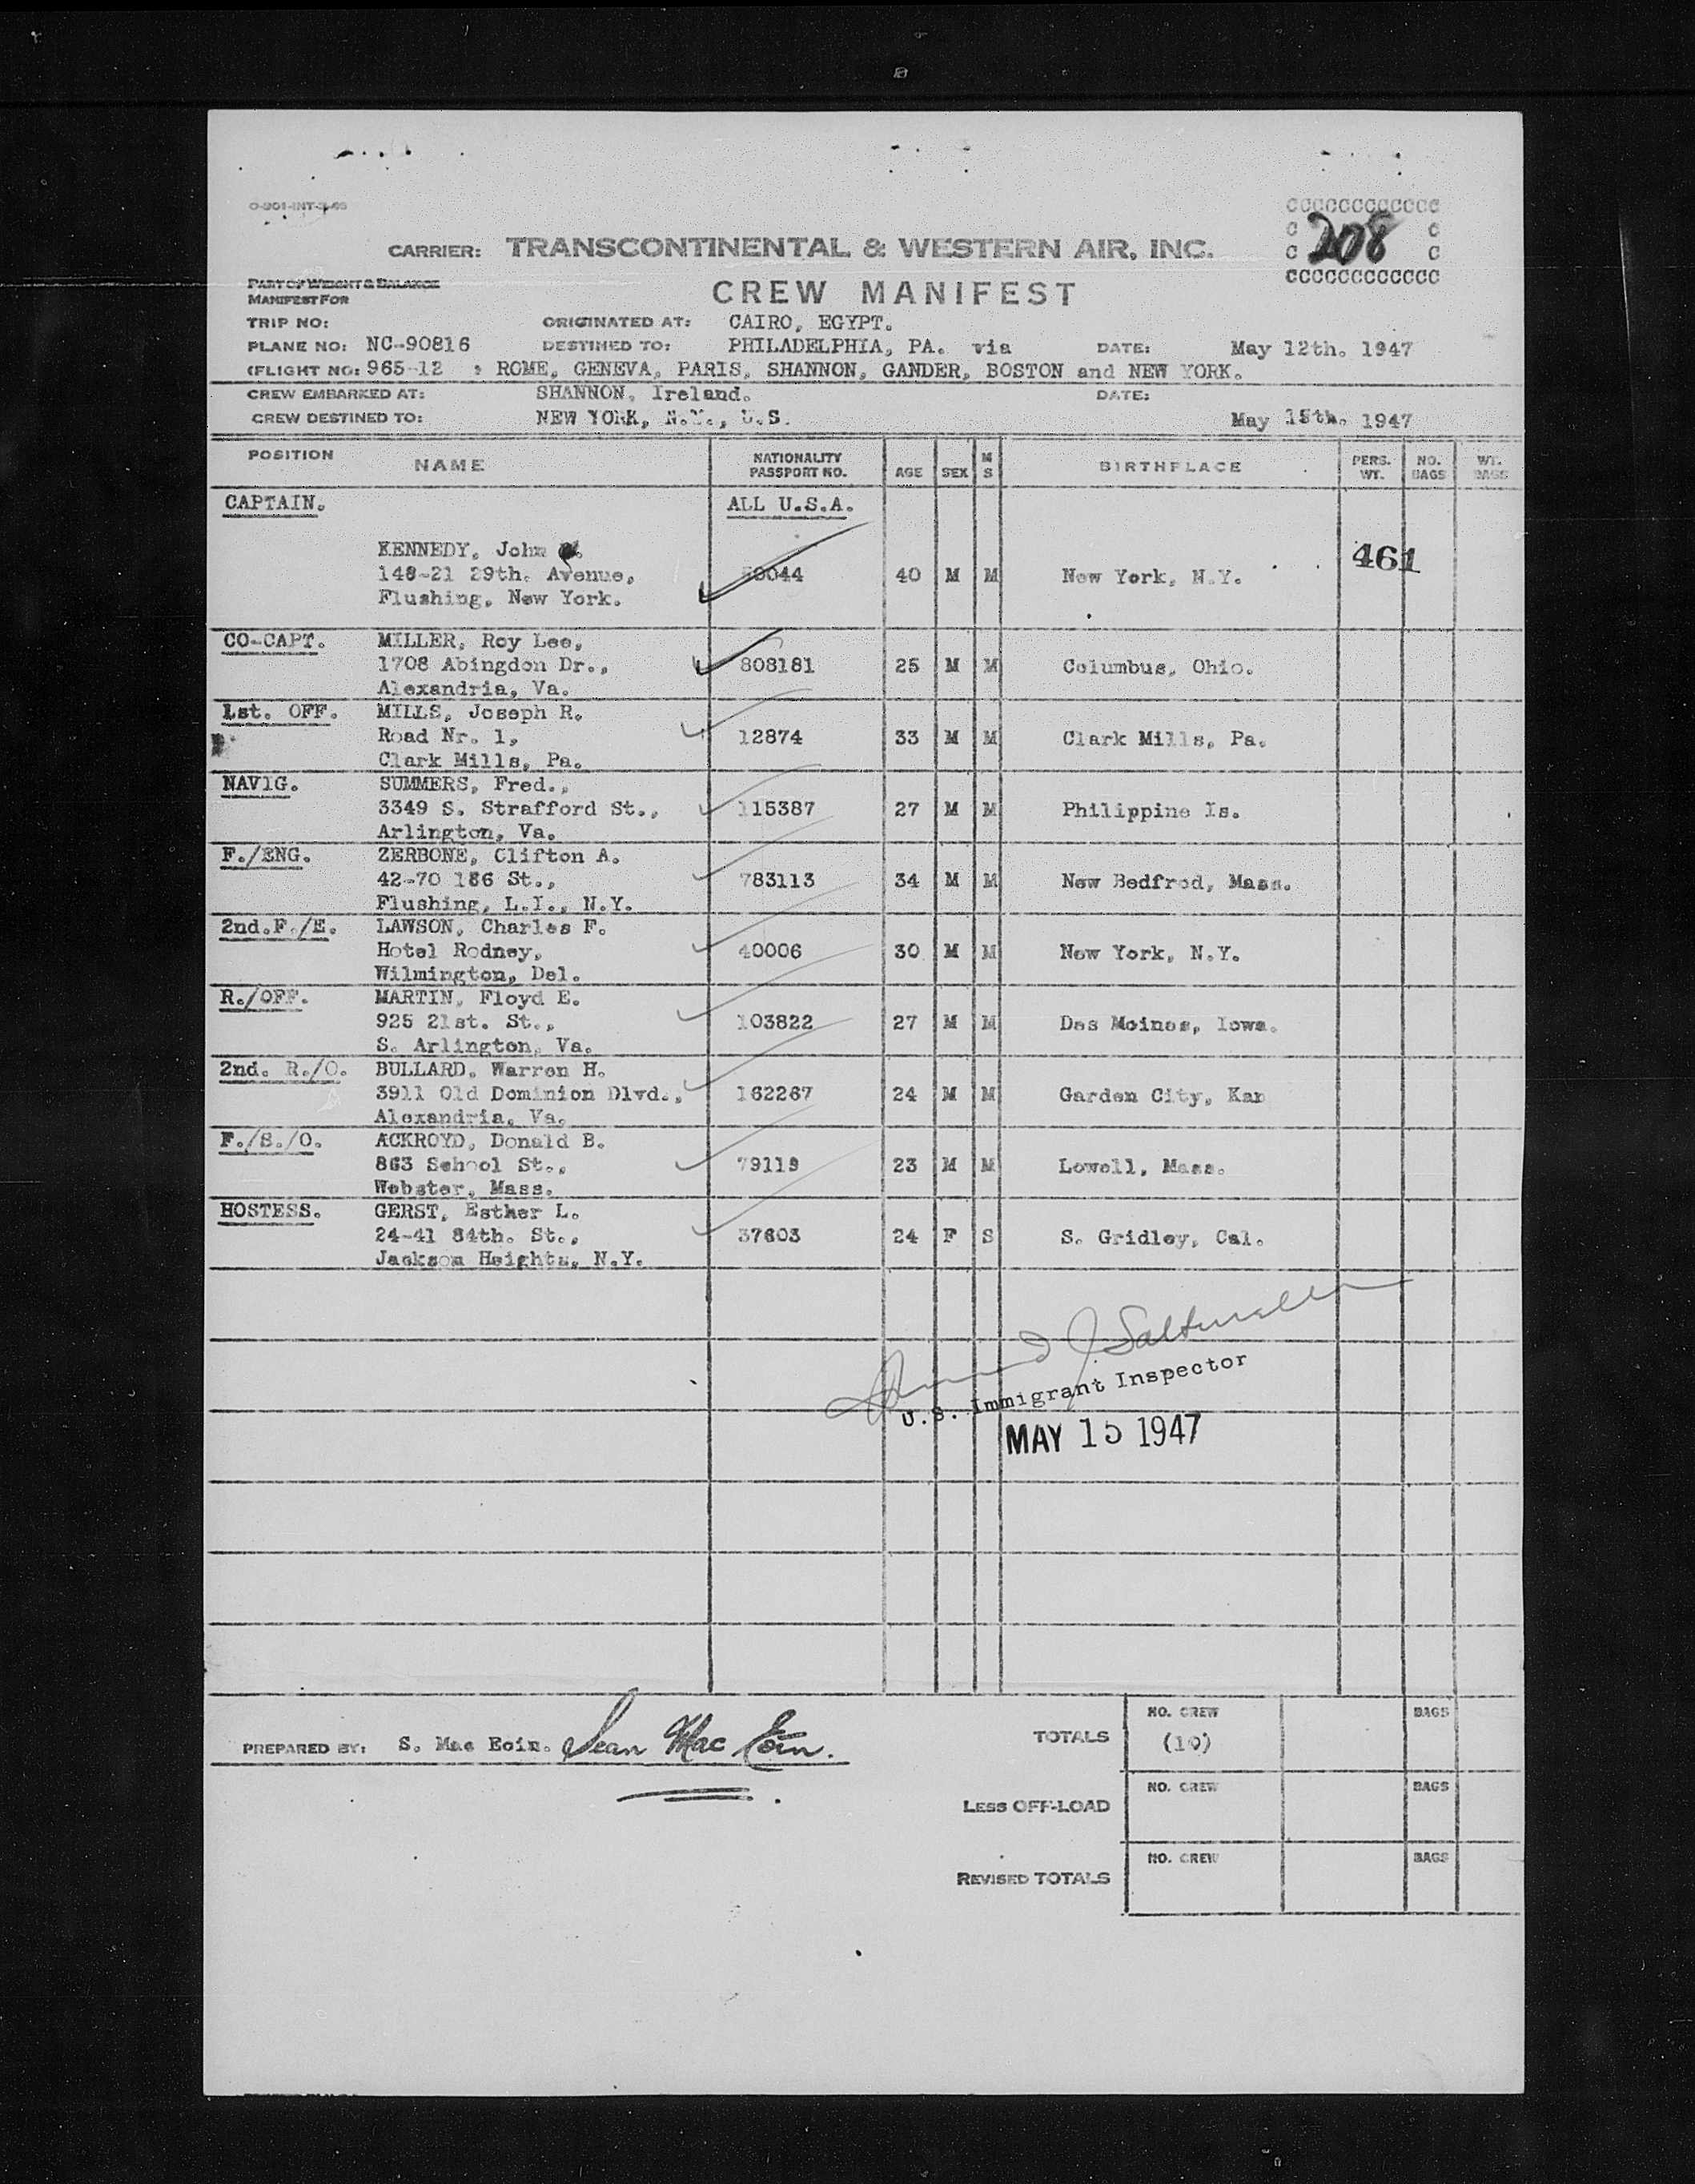 O-901-INT-3-46
CCCCCCCCCCCC
C 208 C
C C
CCCCCCCCCCCC
CARRIER: TRANSCONTINENTAL & WESTERN AIR, INC.
PART OF WEIGHT & BALANCE
MANIFEST FOR
CREW MANIFEST
TRIP NO: ORIGINATED AT: CAIRO, EGYPT.
PLANE NO: NC-90816 DESTINED TO: PHILADELPHIA, PA. via DATE: May 12th. 1947
(FLIGHT NO: 965-12 , ROME, GENEVA, PARIS, SHANNON, GANDER, BOSTON and NEW YORK.
CREW EMBARKED AT: SHANNON, Ireland. DATE:
CREW DESTINED TO: NEW YORK, N.Y., U.S. May 15th. 1947
POSITION NAME NATIONALITY PASSPORT NO. AGE SEX M S BIRTHPLACE PERS. WT. NO. BAGS WT. BAGS
CAPTAIN. ALL U.S.A.
KENNEDY, John
461
148-21 29th. Avenue, 40 M M New York, N.Y.
Flushing, New York.
CO-CAPT. MILLER, Roy Lee,
1708 Abingdon Dr., 808181 25 M M Columbus, Ohio.
Alexandria, Va.
1st. OFF. MILLS, Joseph R.
Road Nr. 1, 12874 33 M M Clark Mills, Pa.
Clark Mills, Pa.
NAVIG. SUMMERS, Fred.,
3349 S. Strafford St., 115387 27 M M Philippine Is.
Arlington, Va.
F./ENG. ZERBONE, Clifton A.
42-70 186 St., 783113 34 M M New Bedfrod, Mass.
Flushing, L.I., N.Y.
2nd.F./E. LAWSON, Charles F.
Hotel Rodney, 40006 30 M M New York, N.Y.
Wilmington, Del.
R./OFF. MARTIN, Floyd E.
925 21st. St., 103822 27 M M Des Moines, Iowa.
S. Arlington, Va.
2nd. R./O. BULLARD, Warren H.
3911 Old Dominion Dlvd., 162267 24 M M Garden City, Kan
Alexandria, Va.
F./S./O. ACKROYD, Donald B.
863 School St., 79119 23 M M Lowell, Mass.
Webster, Mass.
HOSTESS. GERST, Esther L.
24-41 84th. St., 37603 24 F S S. Gridley, Cal.
Jackson Heights, N.Y.
J. Saltwell
U.S. Immigrant Inspector
MAY 15 1947
PREPARED BY: S. Mac Eoin. Sean Mac Eoin.
TOTALS NO. CREW (10) BAGS
LESS OFF-LOAD NO. CREW BAGS
REVISED TOTALS NO. CREW BAGS